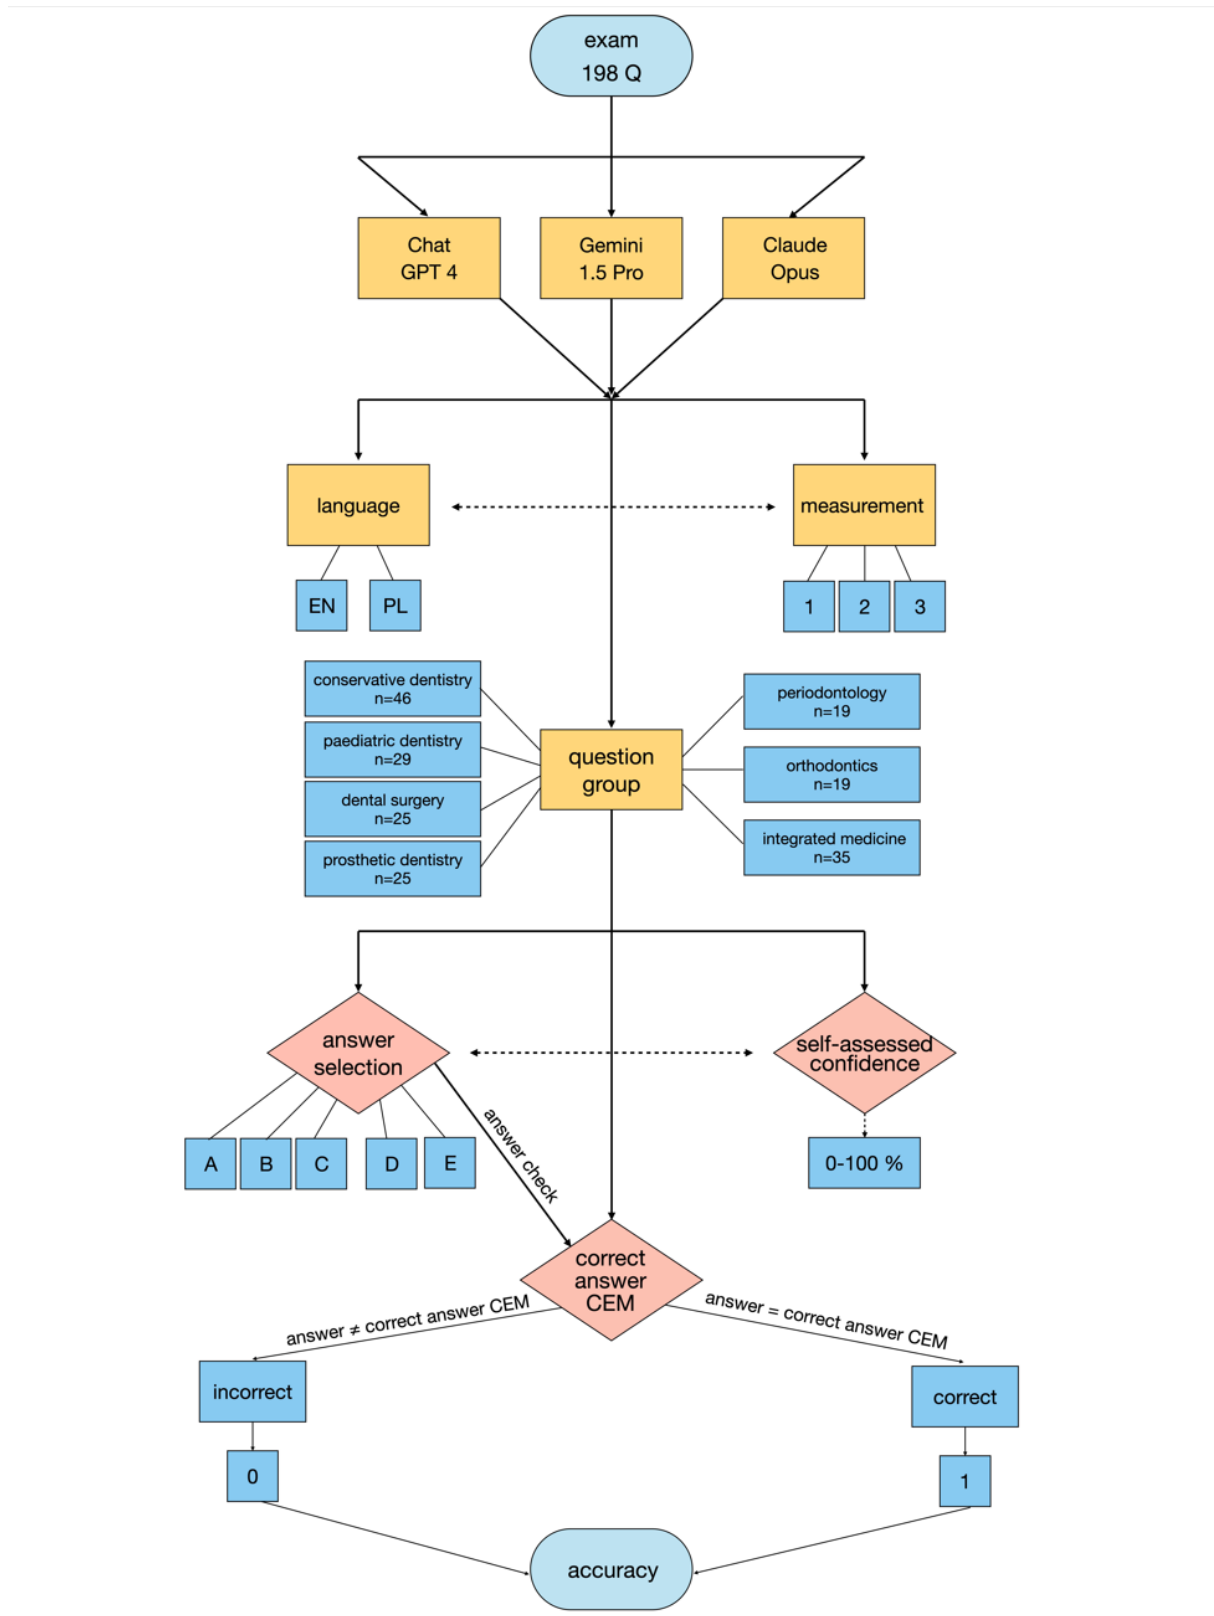 exam
198 Q
Chat
GPT 4
Gemini
1.5 Pro
Claude
Opus
language
measurement
EN
PL
1
2
3
conservative dentistry
n=46
paediatric dentistry
n=29
dental surgery
n=25
prosthetic dentistry
n=25
question
group
periodontology
n=19
orthodontics
n=19
integrated medicine
n=35
answer
selection
self-assessed
confidence
A
B
C
D
E
answer check
0-100 %
correct
answer
CEM
answer ≠ correct answer CEM
answer = correct answer CEM
incorrect
correct
0
1
accuracy